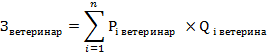 З ветеринар = ∑ i=1 n P i ветеринар × Q i ветерина